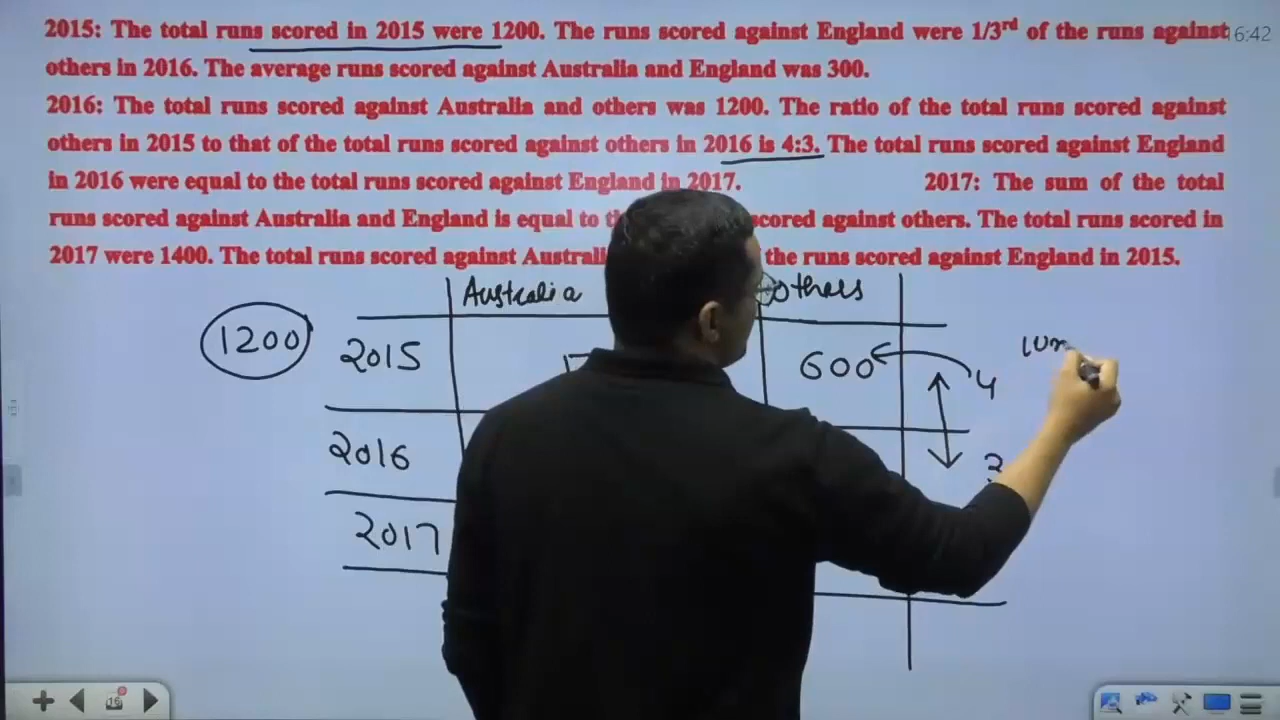 2015: The total runs scored in 2015 were 1200. The runs scored against England were 1/3rd of the runs against
16:42
others in 2016. The average runs scored against Australia and England was 300.
2016: The total runs scored against Australia and others was 1200. The ratio of the total runs scored against
others in 2015 to that of the total runs scored against others in 2016 is 4:3. The total runs scored against England
in 2016 were equal to the total runs scored against England in 2017. 2017: The sum of the total
runs scored against Australia and England is equal to scored against others. The total runs scored in
2017 were 1400. The total runs scored against the runs scored against England in 2015.
Australia others
1200 2015 600 4
2016 3
2017